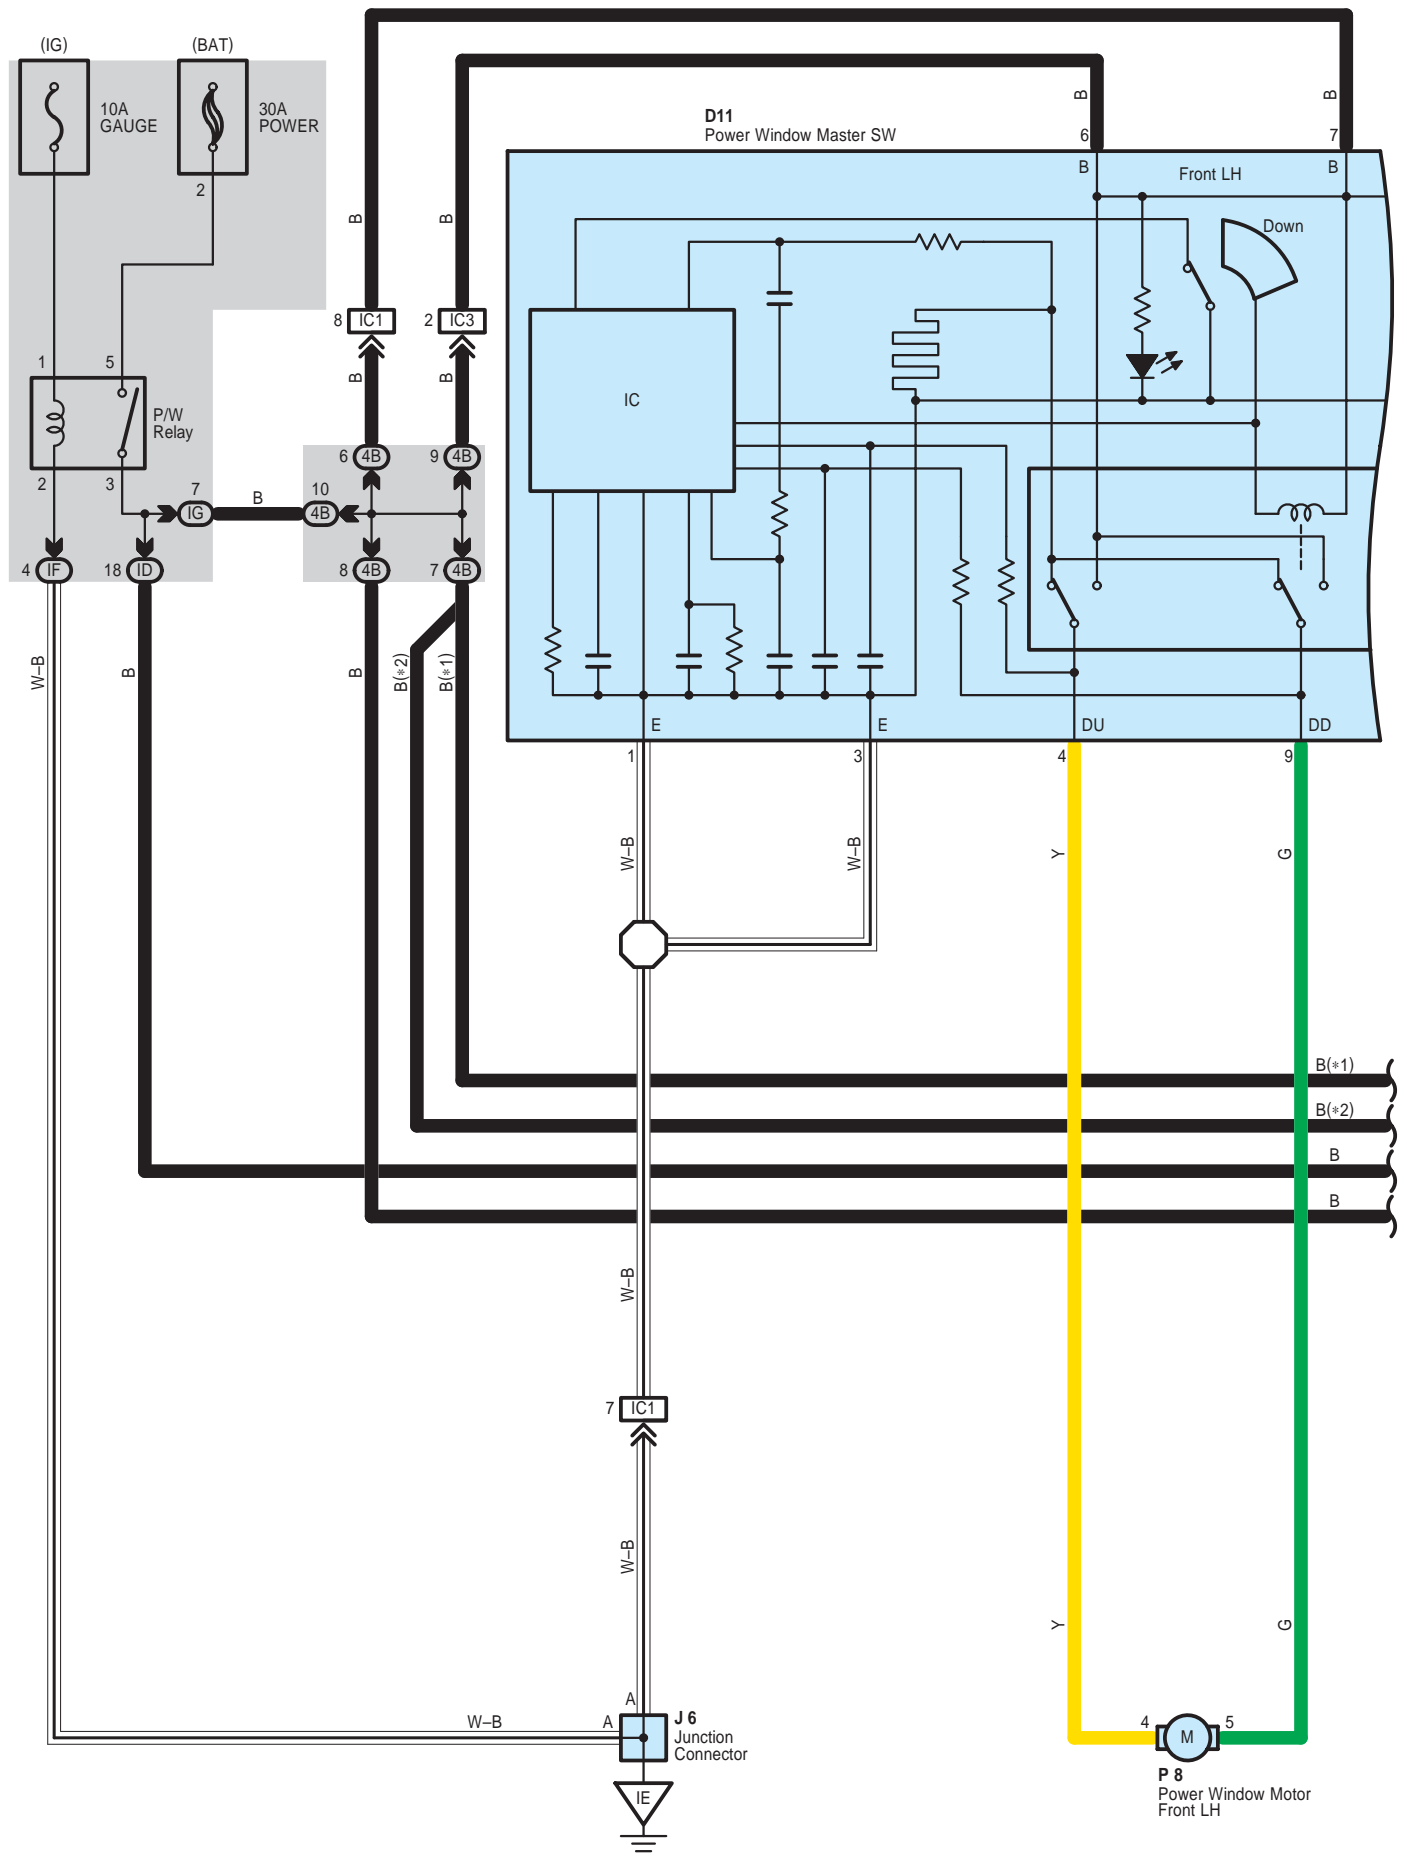 (IG)
(BAT)
10A
GAUGE
30A
POWER
2
1
5
P/W
Relay
2
3
7
IG
B
10
4B
4
IF
18
ID
B
B
8
IC1
2
IC3
B
B
6
4B
9
4B
8
4B
7
4B
W–B
B
B
B(*2)
B(*1)
D11
Power Window Master SW
B
6
B
7
B
Front LH
B
Down
IC
E
E
DU
DD
1
3
4
9
W–B
W–B
Y
G
B(*1)
B(*2)
B
B
W–B
7
IC1
W–B
Y
G
W–B
A
A
J 6
Junction
Connector
IE
4
M
5
P 8
Power Window Motor
Front LH